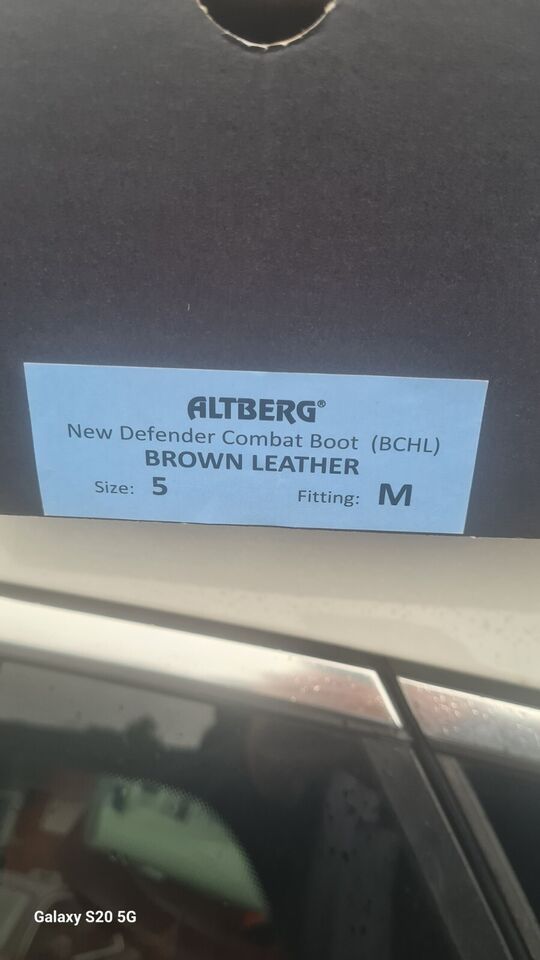 ALTBERG®
New Defender Combat Boot (BCHL)
BROWN LEATHER
Size: 5 Fitting: M
Galaxy S20 5G